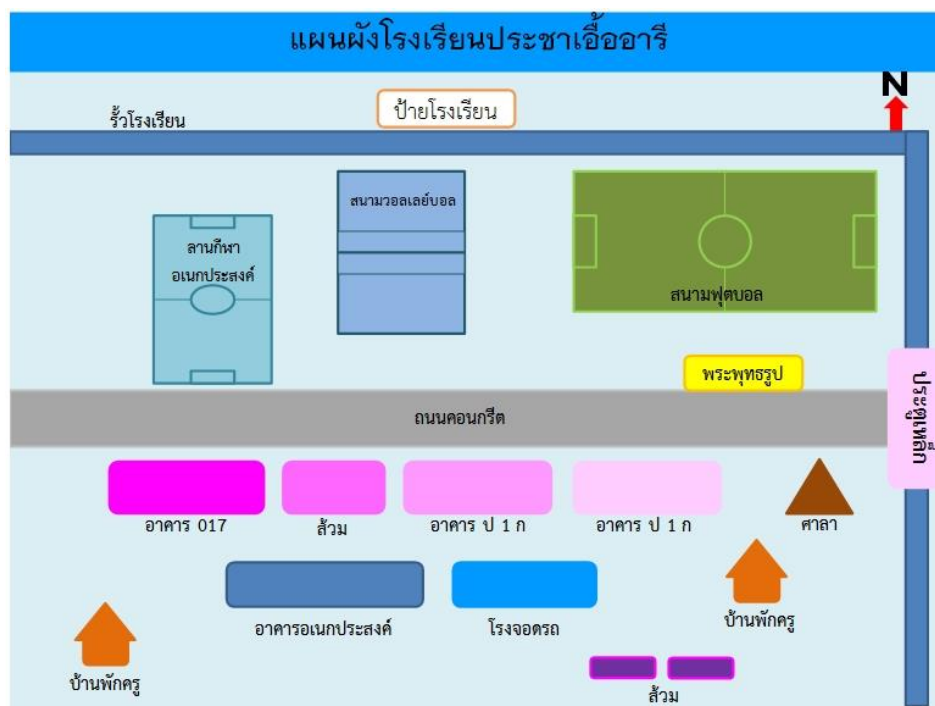 แผนผังโรงเรียนประชาเอื้ออารี
N
ป้ายโรงเรียน
รั้วโรงเรียน
สนามวอลเลย์บอล
ลานกีฬา
อเนกประสงค์
สนามฟุตบอล
พระพุทธรูป
ประตูเหล็ก
ถนนคอนกรีต
อาคาร 017
ส้วม
อาคาร ป 1 ก
อาคาร ป 1 ก
ศาลา
อาคารอเนกประสงค์
โรงจอดรถ
บ้านพักครู
บ้านพักครู
ส้วม